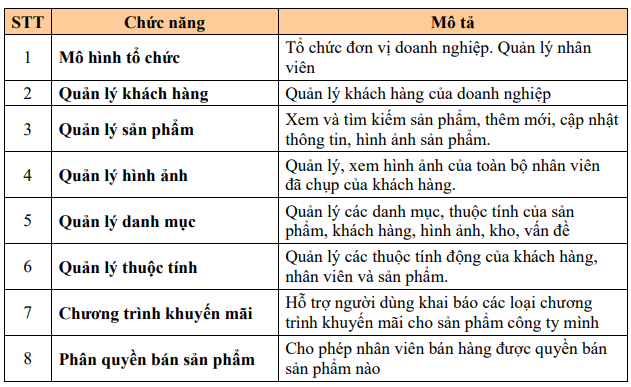 STT Chức năng Mô tả
1 Mô hình tổ chức Tổ chức đơn vị doanh nghiệp. Quản lý nhân
viên
2 Quản lý khách hàng Quản lý khách hàng của doanh nghiệp
3 Quản lý sản phẩm Xem và tìm kiếm sản phẩm, thêm mới, cập nhật
thông tin, hình ảnh sản phẩm.
4 Quản lý hình ảnh Quản lý, xem hình ảnh của toàn bộ nhân viên
đã chụp của khách hàng.
5 Quản lý danh mục Quản lý các danh mục, thuộc tính của sản
phẩm, khách hàng, hình ảnh, kho, vấn đề
6 Quản lý thuộc tính Quản lý các thuộc tính động của khách hàng,
nhân viên và sản phẩm.
7 Chương trình khuyến mãi Hỗ trợ người dùng khai báo các loại chương
trình khuyến mãi cho sản phẩm công ty mình
8 Phân quyền bán sản phẩm Cho phép nhân viên bán hàng được quyền bán
sản phẩm nào